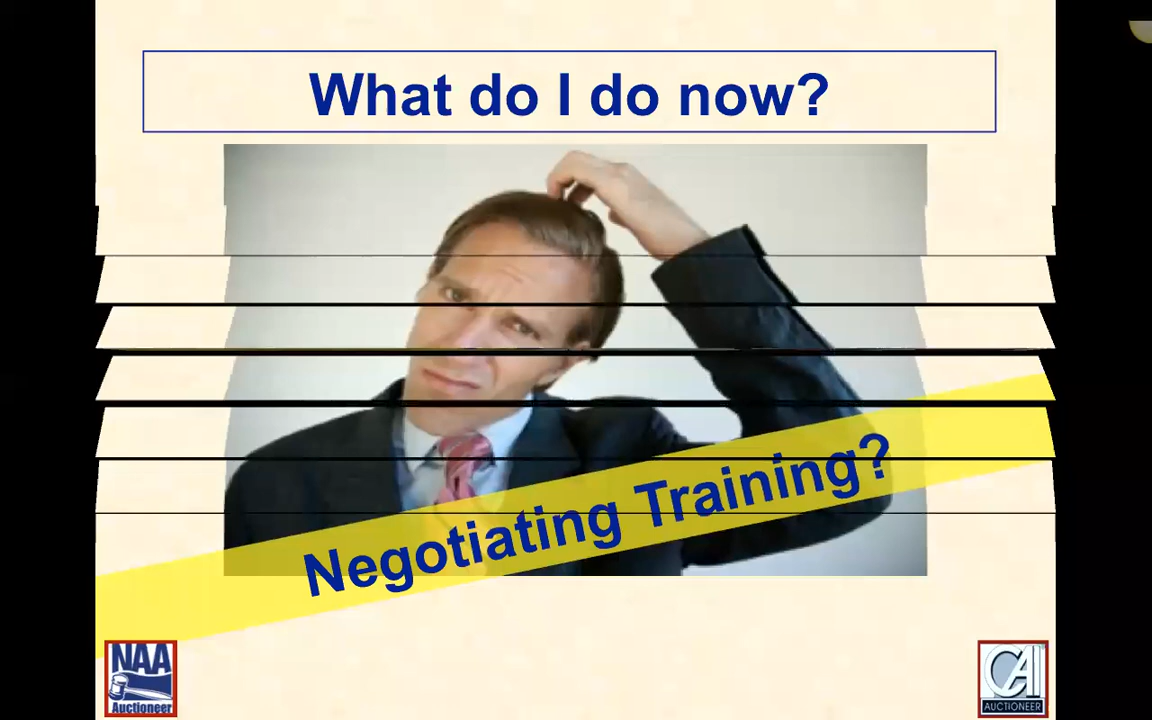 What do I do now?
Negotiating Training?
NAA
Auctioneer
CAI
AUCTIONEER